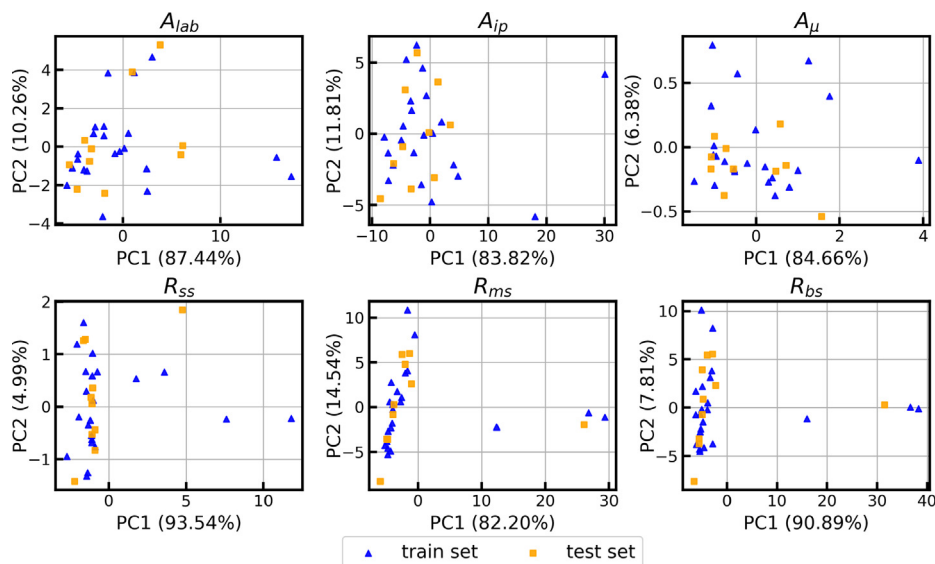 A_lab
A_ip
A_μ
PC2 (10.26%)
4
2
0
−2
−4
0
10
PC1 (87.44%)
PC2 (11.81%)
5
0
−5
−10
0
10
20
30
PC1 (83.82%)
PC2 (6.38%)
0.5
0.0
−0.5
0
2
4
PC1 (84.66%)
R_ss
R_ms
R_bs
PC2 (4.99%)
2
1
0
−1
0
5
10
PC1 (93.54%)
PC2 (14.54%)
10
5
0
−5
0
10
20
30
PC1 (82.20%)
PC2 (7.81%)
10
5
0
−5
0
10
20
30
40
PC1 (90.89%)
train set
test set